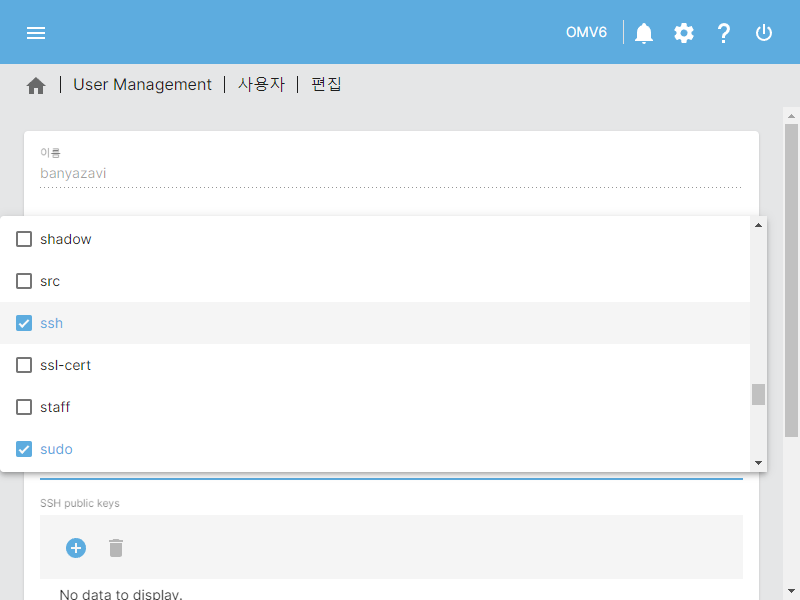 OMV6
User Management | 사용자 | 편집
이름
banyazavi
shadow
src
ssh
ssl-cert
staff
sudo
SSH public keys
No data to display.